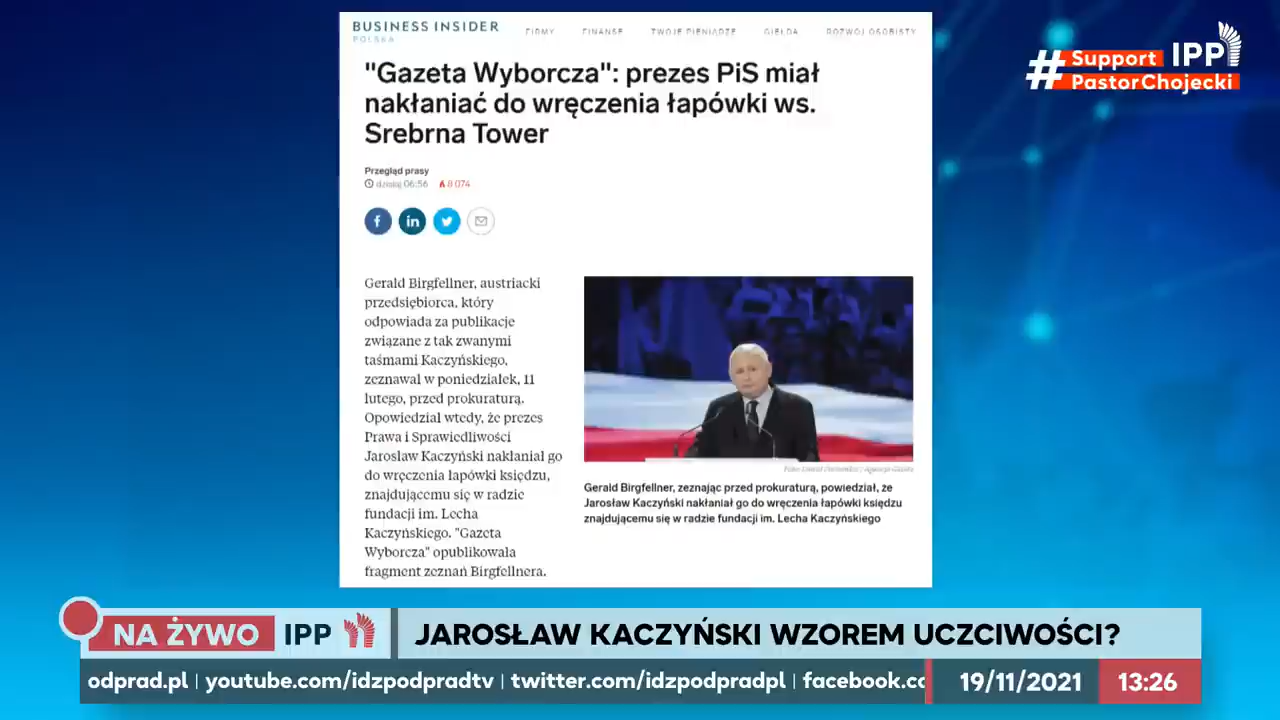 BUSINESS INSIDER
POLSKA
FIRMY FINANSE TWOJE PIENIĄDZE GIEŁDA ROZWÓJ OSOBISTY
#Support IPP
PastorChojecki
"Gazeta Wyborcza": prezes PiS miał
nakłaniać do wręczenia łapówki ws.
Srebrna Tower
Przegląd prasy
dzisiaj 06:56 8 074
Gerald Birgfellner, austriacki
przedsiębiorca, który
odpowiada za publikacje
związane z tak zwanymi
taśmami Kaczyńskiego,
zeznawał w poniedziałek, 11
lutego, przed prokuraturą.
Opowiedział wtedy, że prezes
Prawa i Sprawiedliwości
Jarosław Kaczyński nakłaniał go
do wręczenia łapówki księdzu,
znajdującemu się w radzie
fundacji im. Lecha
Kaczyńskiego. "Gazeta
Wyborcza" opublikowała
fragment zeznań Birgfellnera.
Gerald Birgfellner, zeznając przed prokuraturą, powiedział, że
Jarosław Kaczyński nakłaniał go do wręczenia łapówki księdzu
znajdującemu się w radzie fundacji im. Lecha Kaczyńskiego
NA ŻYWO IPP
JAROSŁAW KACZYŃSKI WZOREM UCZCIWOŚCI?
odprad.pl | youtube.com/idzpodpradtv | twitter.com/idzpodpradpl | facebook.co
19/11/2021 13:26